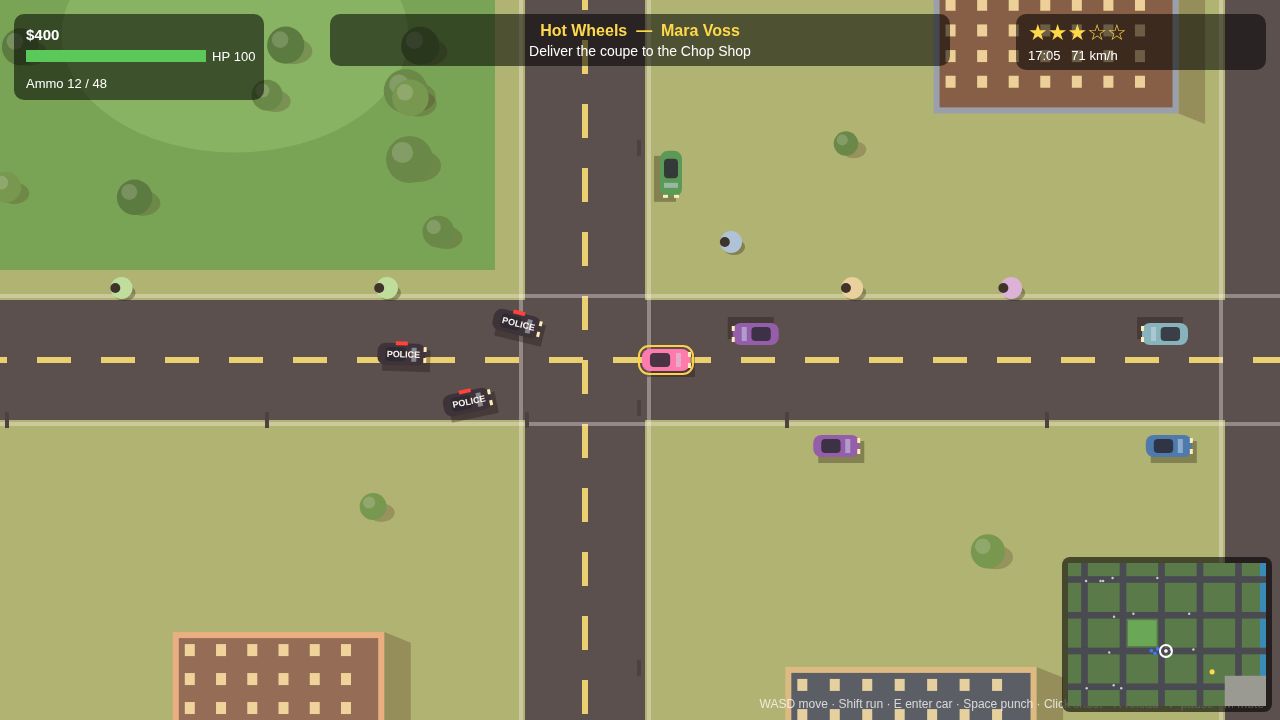 $400
HP 100
Ammo 12 / 48
Hot Wheels — Mara Voss
Deliver the coupe to the Chop Shop
★★★☆☆
17:05 71 km/h
POLICE
POLICE
POLICE
WASD move · Shift run · E enter car · Space punch ·